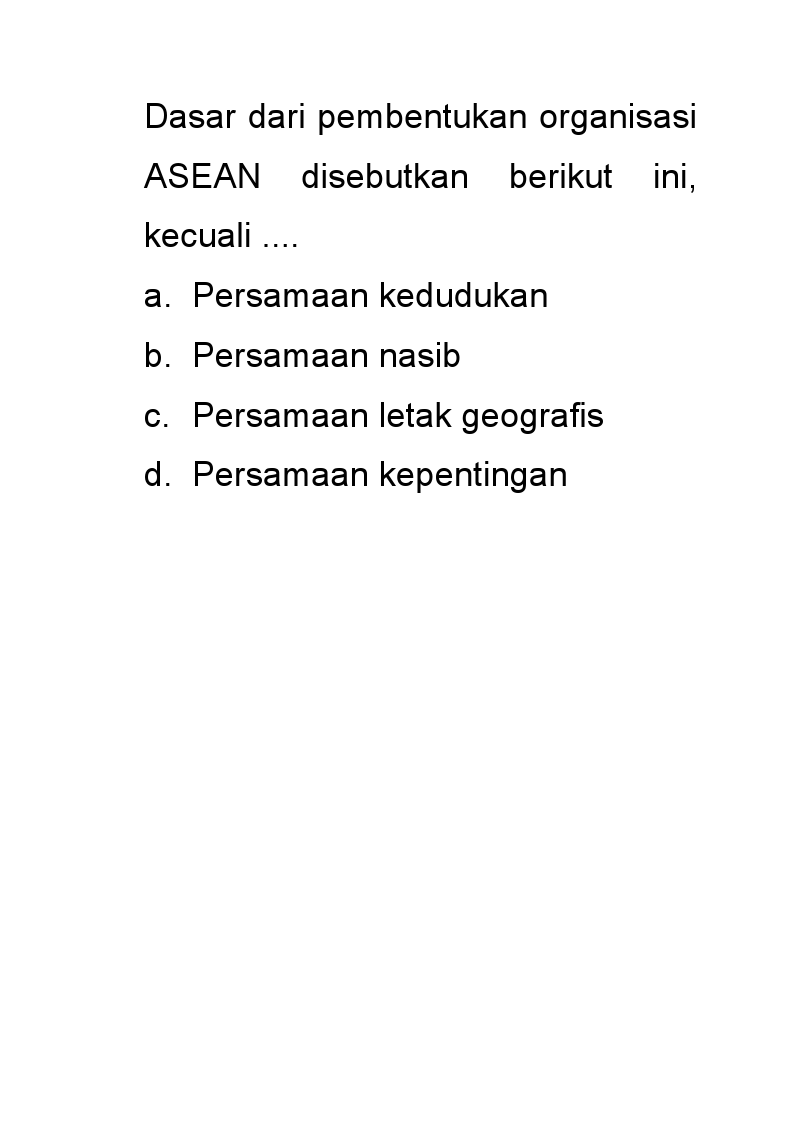 Dasar dari pembentukan organisasi
ASEAN disebutkan berikut ini,
kecuali ....
a. Persamaan kedudukan
b. Persamaan nasib
c. Persamaan letak geografis
d. Persamaan kepentingan